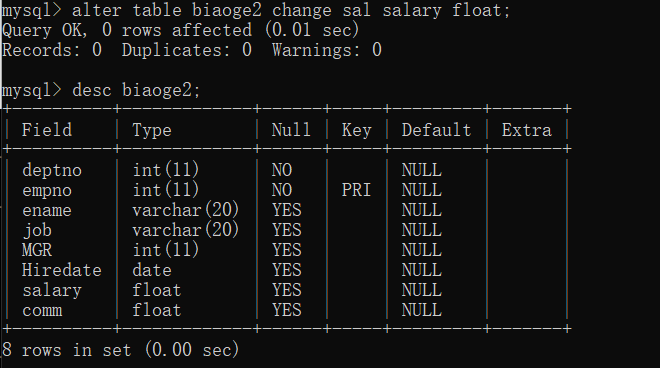 mysql> alter table biaoge2 change sal salary float;
Query OK, 0 rows affected (0.01 sec)
Records: 0  Duplicates: 0  Warnings: 0
mysql> desc biaoge2;
+----------+-------------+------+-----+---------+-------+
| Field    | Type        | Null | Key | Default | Extra |
+----------+-------------+------+-----+---------+-------+
| deptno   | int(11)     | NO   |     | NULL    |       |
| empno    | int(11)     | NO   | PRI | NULL    |       |
| ename    | varchar(20) | YES  |     | NULL    |       |
| job      | varchar(20) | YES  |     | NULL    |       |
| MGR      | int(11)     | YES  |     | NULL    |       |
| Hiredate | date        | YES  |     | NULL    |       |
| salary   | float       | YES  |     | NULL    |       |
| comm     | float       | YES  |     | NULL    |       |
+----------+-------------+------+-----+---------+-------+
8 rows in set (0.00 sec)